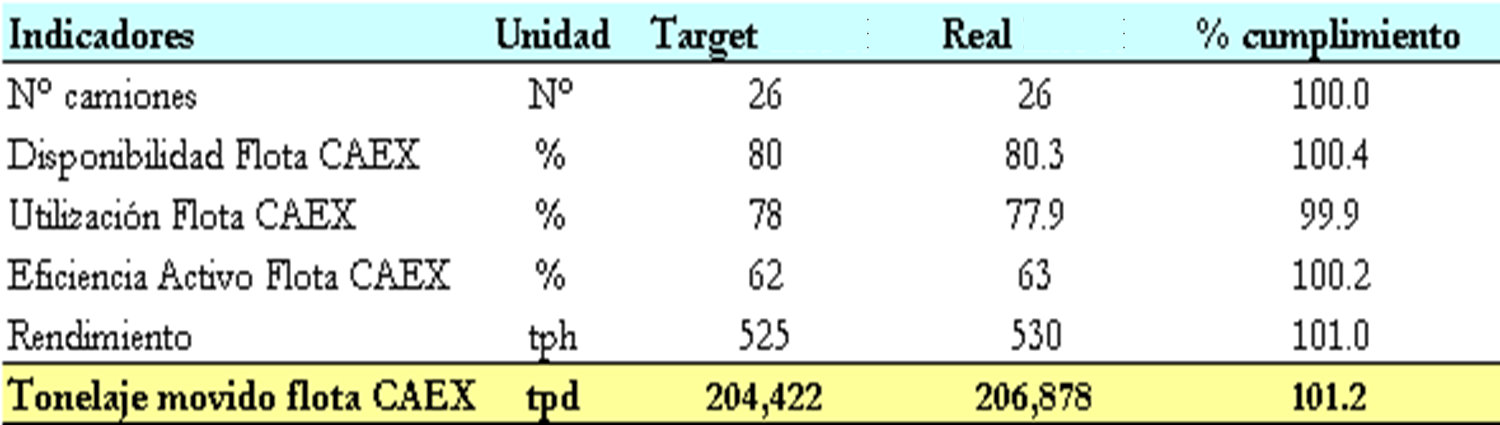 Indicadores Unidad Target Real % cumplimiento
Nº camiones Nº 26 26 100.0
Disponibilidad Flota CAEX % 80 80.3 100.4
Utilización Flota CAEX % 78 77.9 99.9
Eficiencia Activo Flota CAEX % 62 63 100.2
Rendimiento tph 525 530 101.0
Tonelaje movido flota CAEX tpd 204,422 206,878 101.2